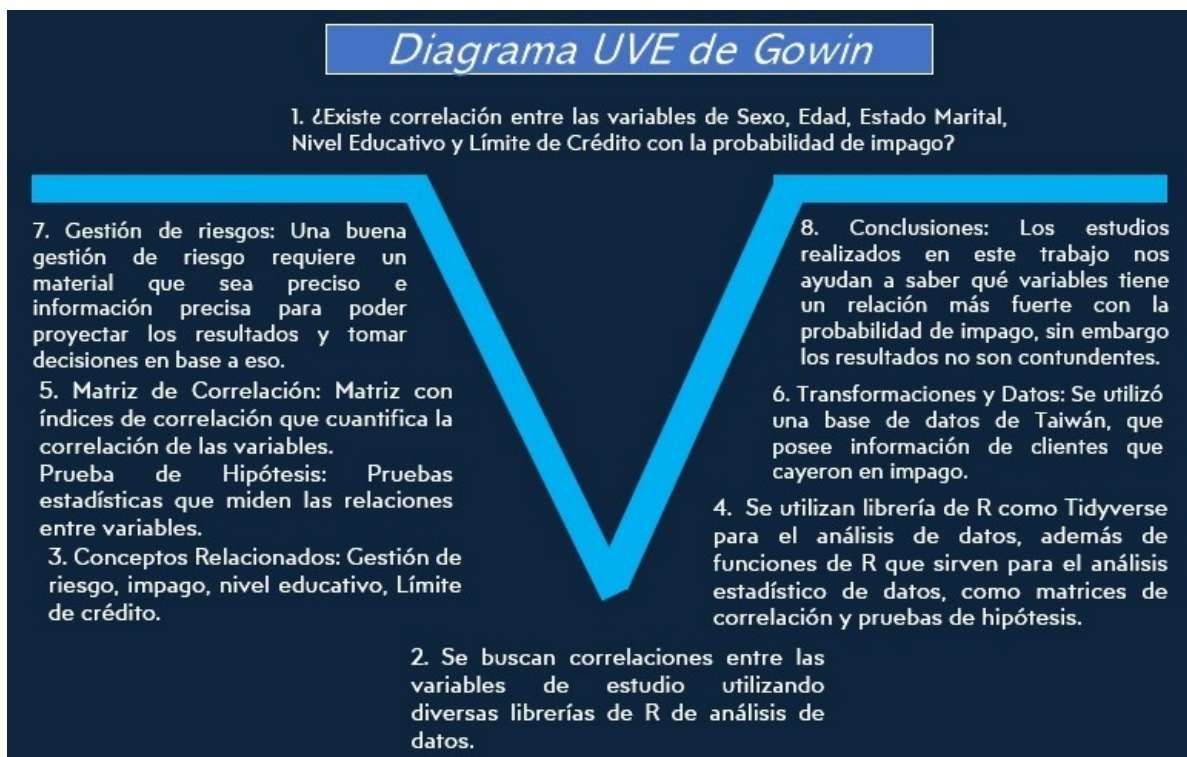 Diagrama UVE de Gowin
1. ¿Existe correlación entre las variables de Sexo, Edad, Estado Marital,
Nivel Educativo y Límite de Crédito con la probabilidad de impago?
7. Gestión de riesgos: Una buena
gestión de riesgo requiere un
material que sea preciso e
información precisa para poder
proyectar los resultados y tomar
decisiones en base a eso.
5. Matriz de Correlación: Matriz con
índices de correlación que cuantifica la
correlación de las variables.
Prueba de Hipótesis: Pruebas
estadísticas que miden las relaciones
entre variables.
3. Conceptos Relacionados: Gestión de
riesgo, impago, nivel educativo, Límite
de crédito.
8. Conclusiones: Los estudios
realizados en este trabajo nos
ayudan a saber qué variables tiene
un relación más fuerte con la
probabilidad de impago, sin embargo
los resultados no son contundentes.
6. Transformaciones y Datos: Se utilizó
una base de datos de Taiwán, que
posee información de clientes que
cayeron en impago.
4. Se utilizan librería de R como Tidyverse
para el análisis de datos, además de
funciones de R que sirven para el análisis
estadístico de datos, como matrices de
correlación y pruebas de hipótesis.
2. Se buscan correlaciones entre las
variables de estudio utilizando
diversas librerías de R de análisis de
datos.